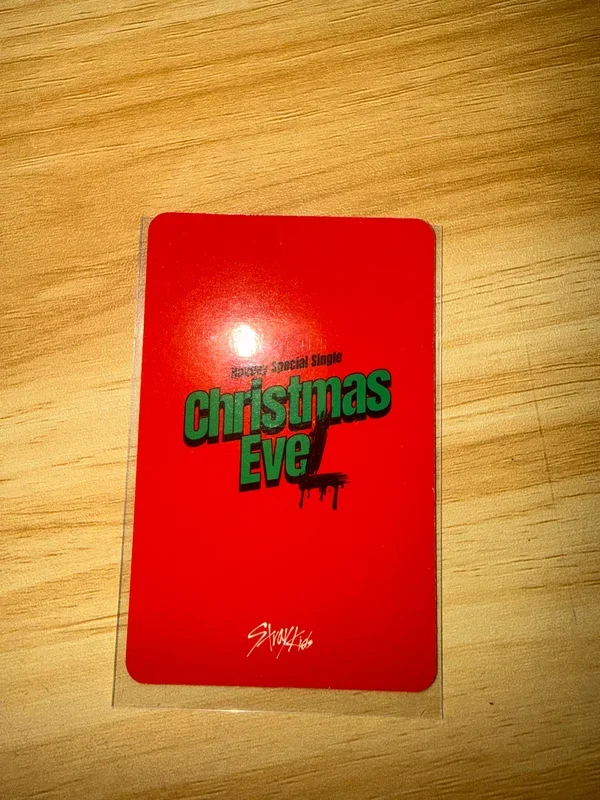 Holiday Special Single
Christmas
EveL
Stray Kids